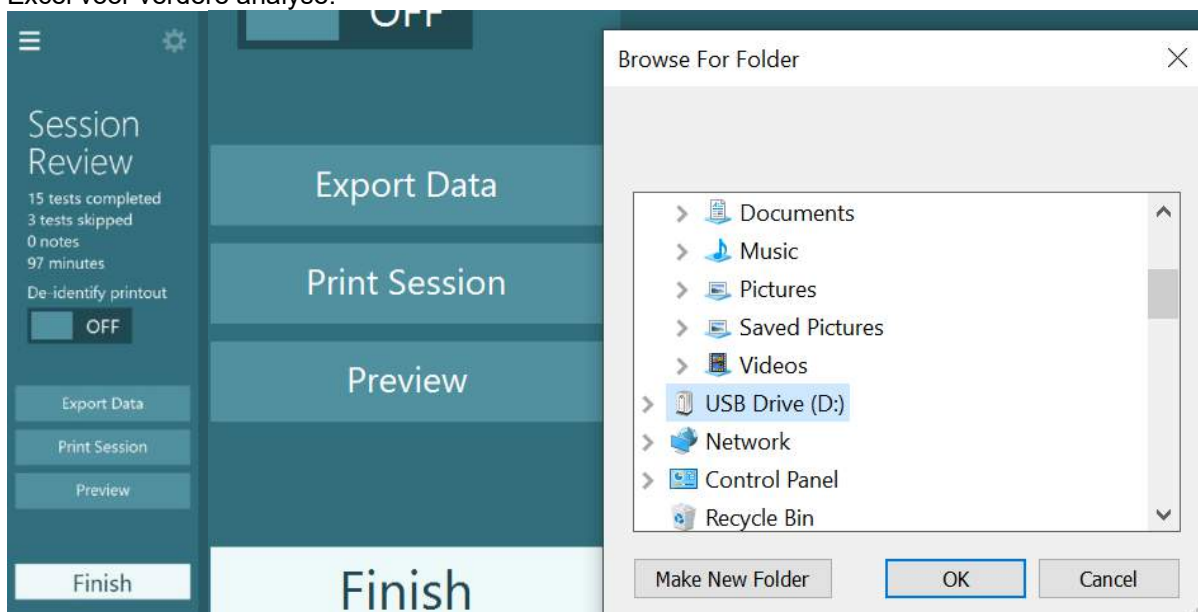 Excel voor verdere analyse.
Session
Review
15 tests completed
3 tests skipped
0 notes
97 minutes
De-identify printout
OFF
Export Data
Print Session
Preview
Finish
OFF
Export Data
Print Session
Preview
Finish
Browse For Folder
Documents
Music
Pictures
Saved Pictures
Videos
USB Drive (D:)
Network
Control Panel
Recycle Bin
Make New Folder
OK
Cancel